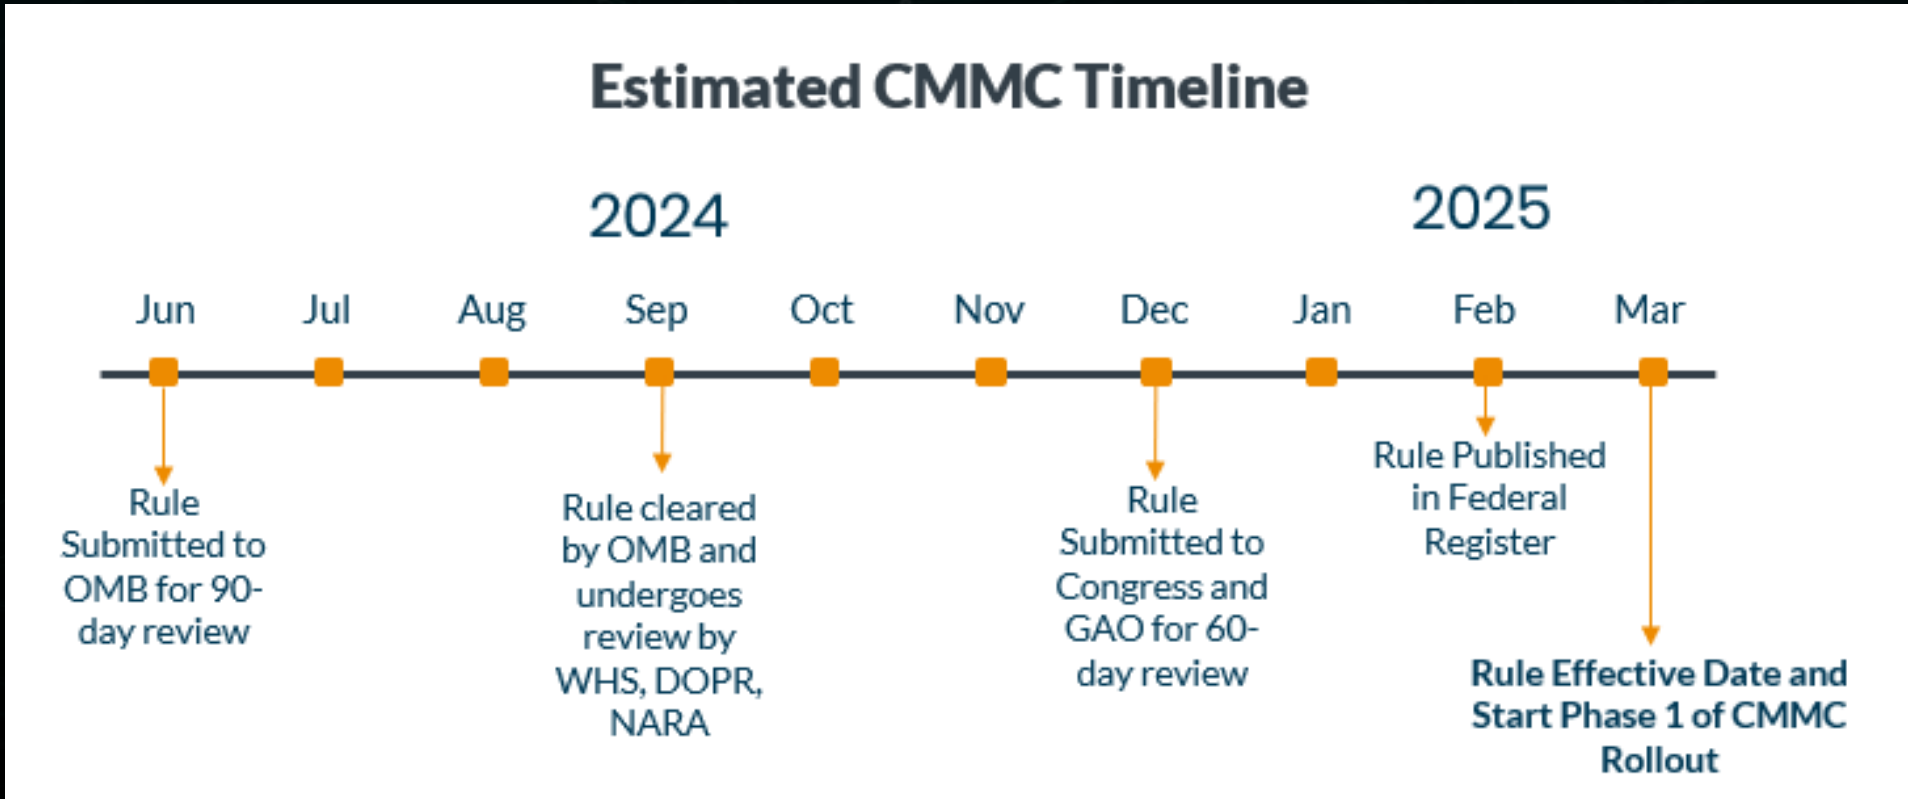 Estimated CMMC Timeline
2024
2025
Jun Jul Aug Sep Oct Nov Dec Jan Feb Mar
Rule
Submitted to
OMB for 90-
day review
Rule cleared
by OMB and
undergoes
review by
WHS, DOPR,
NARA
Rule
Submitted to
Congress and
GAO for 60-
day review
Rule Published
in Federal
Register
Rule Effective Date and
Start Phase 1 of CMMC
Rollout